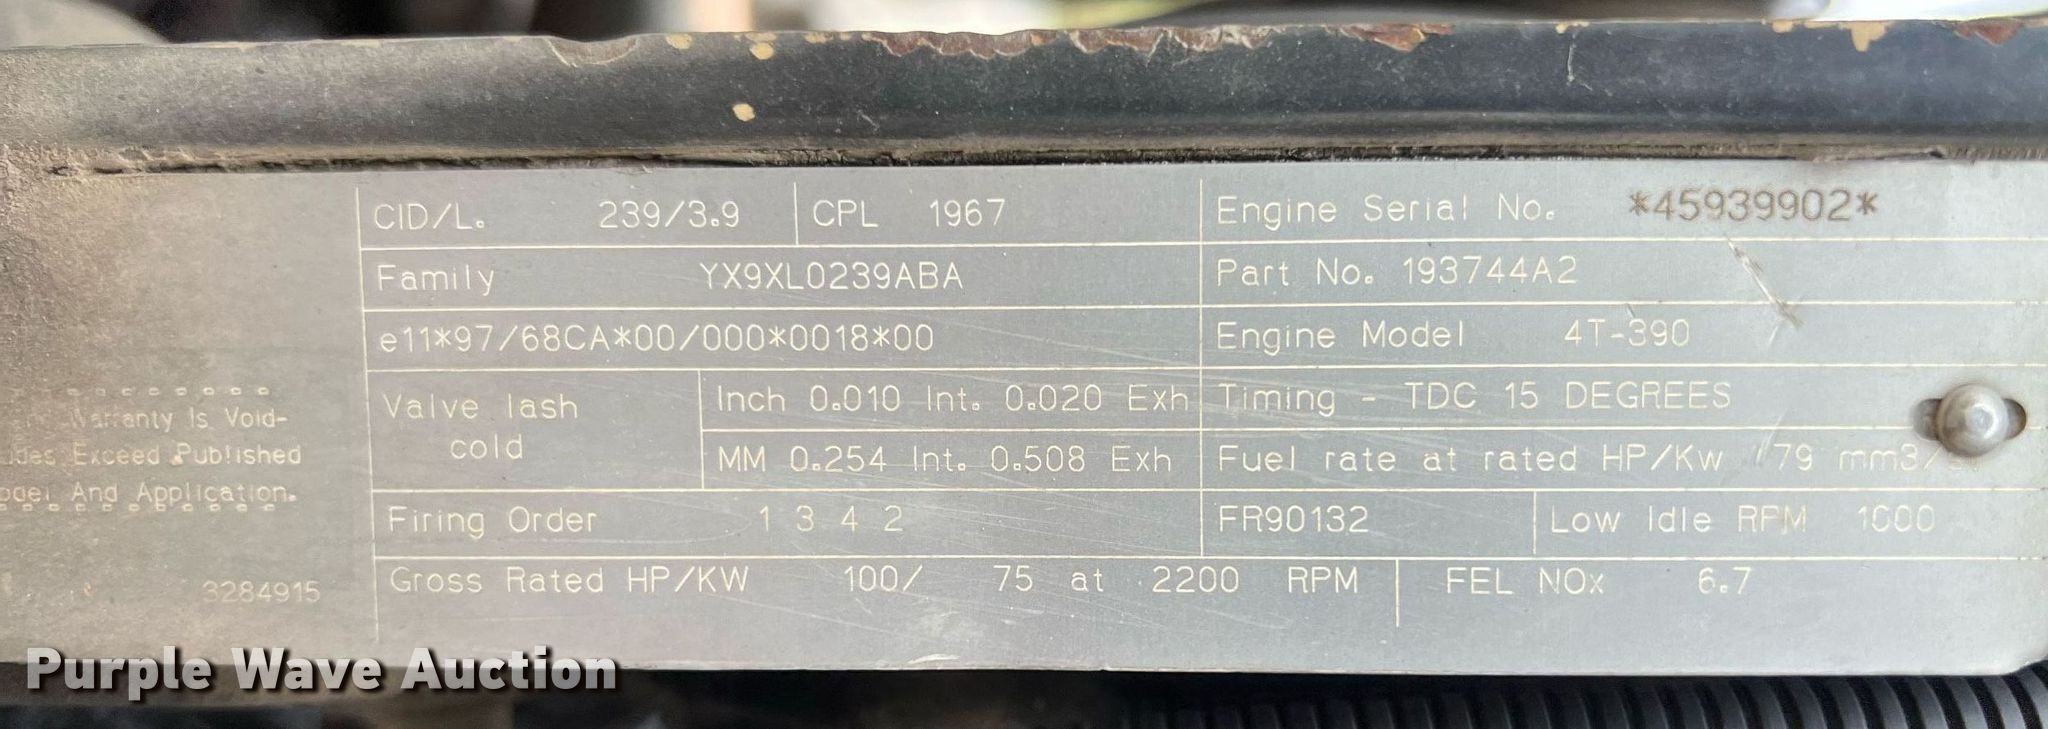 CID/L. 239/3.9 CPL 1967 Engine Serial No. *45939902*
Family YX9XL0239ABA Part No. 193744A2
e11*97/68CA*00/000*0018*00 Engine Model 4T-390
Valve lash cold Inch 0.010 Int. 0.020 Exh Timing - TDC 15 DEGREES
MM 0.254 Int. 0.508 Exh Fuel rate at rated HP/Kw 79 mm3/
Firing Order 1 3 4 2 FR90132 Low Idle RPM 1000
Gross Rated HP/KW 100/ 75 at 2200 RPM FEL NOx 6.7
Warranty Is Void-
Exceed Published
And Application.
3284915
Purple Wave Auction